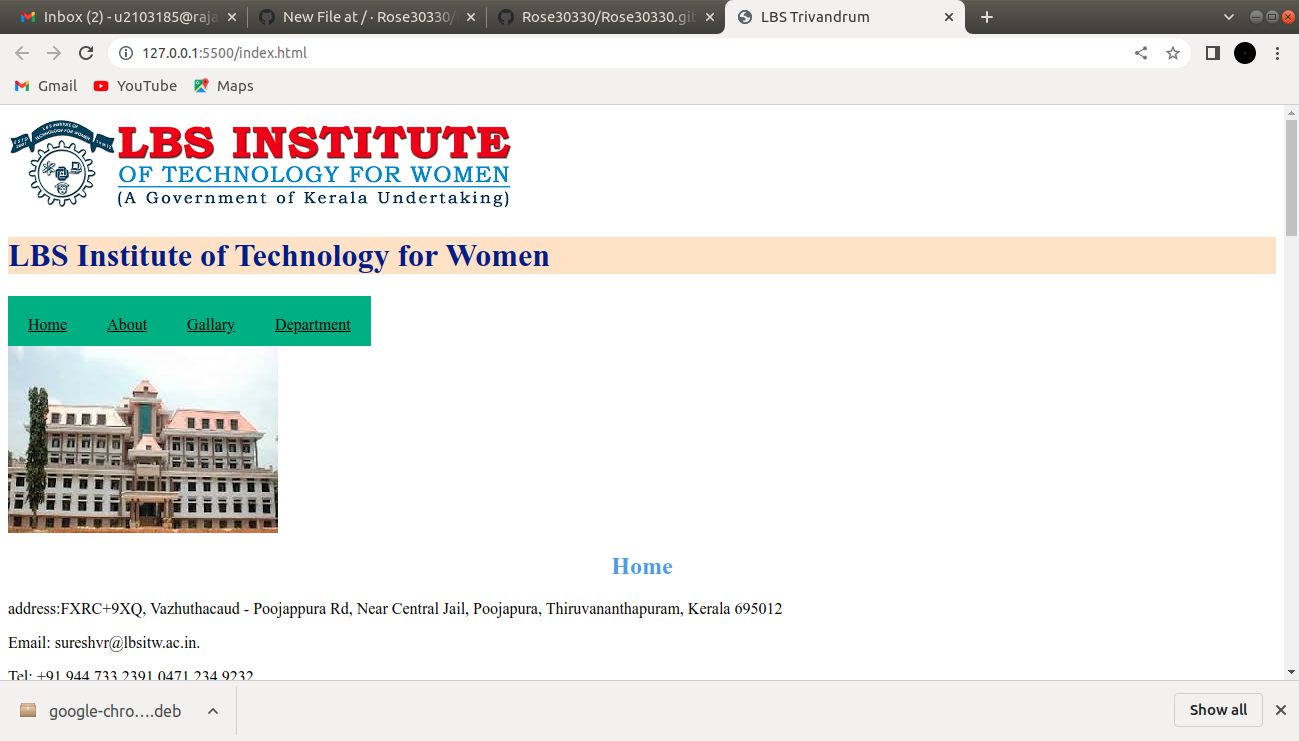 Inbox (2) - u2103185@raja
New File at / · Rose30330/
Rose30330/Rose30330.git
LBS Trivandrum
127.0.0.1:5500/index.html
Gmail
YouTube
Maps
LBS INSTITUTE
OF TECHNOLOGY FOR WOMEN
(A Government of Kerala Undertaking)
LBS Institute of Technology for Women
Home About Gallary Department
Home
address:FXRC+9XQ, Vazhuthacaud - Poojappura Rd, Near Central Jail, Poojapura, Thiruvananthapuram, Kerala 695012
Email: sureshvr@lbsitw.ac.in.
Tel: +91 944 733 2391,0471 234 9232
google-chro….deb
Show all